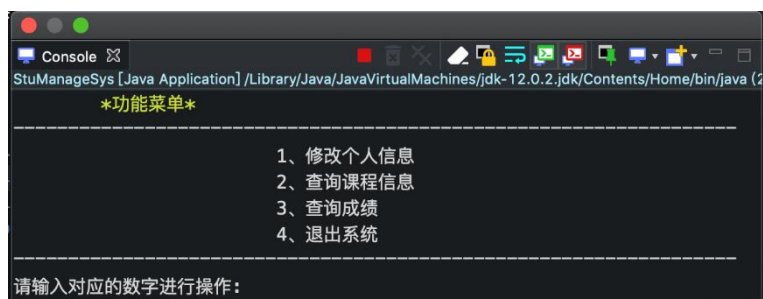 Console
StuManageSys [Java Application] /Library/Java/JavaVirtualMachines/jdk-12.0.2.jdk/Contents/Home/bin/java (2
*功能菜单*
1、修改个人信息
2、查询课程信息
3、查询成绩
4、退出系统
请输入对应的数字进行操作: